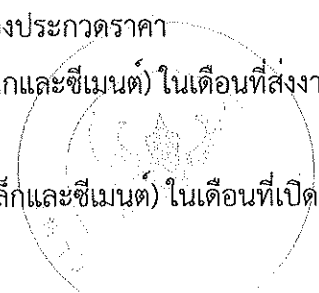 งประกวดราคา
กและซีเมนต์) ในเดือนที่ส่งงา
ล็กและซีเมนต์) ในเดือนที่เปิด